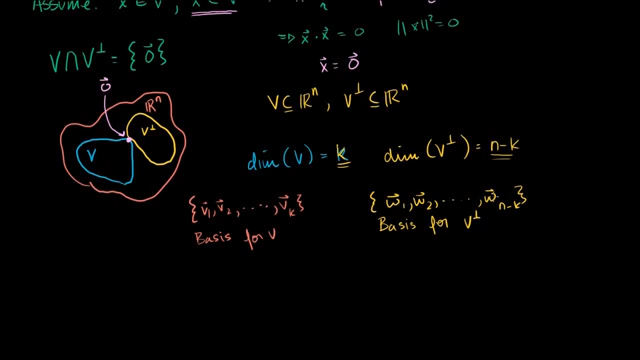 Assume: x⃗ ∈ V, x⃗ ∈ V
⇒ x⃗ · x⃗ = 0 ||x||² = 0
V ∩ V⊥ = { 0⃗ }
x⃗ = 0⃗
0⃗
ℝⁿ
V
V⊥
V ⊆ ℝⁿ, V⊥ ⊆ ℝⁿ
dim (V) = k dim (V⊥) = n-k
{ v⃗₁, v⃗₂, ...., v⃗ₖ }
Basis for V
{ w⃗₁, w⃗₂, ...., w⃗ₙ₋ₖ }
Basis for V⊥